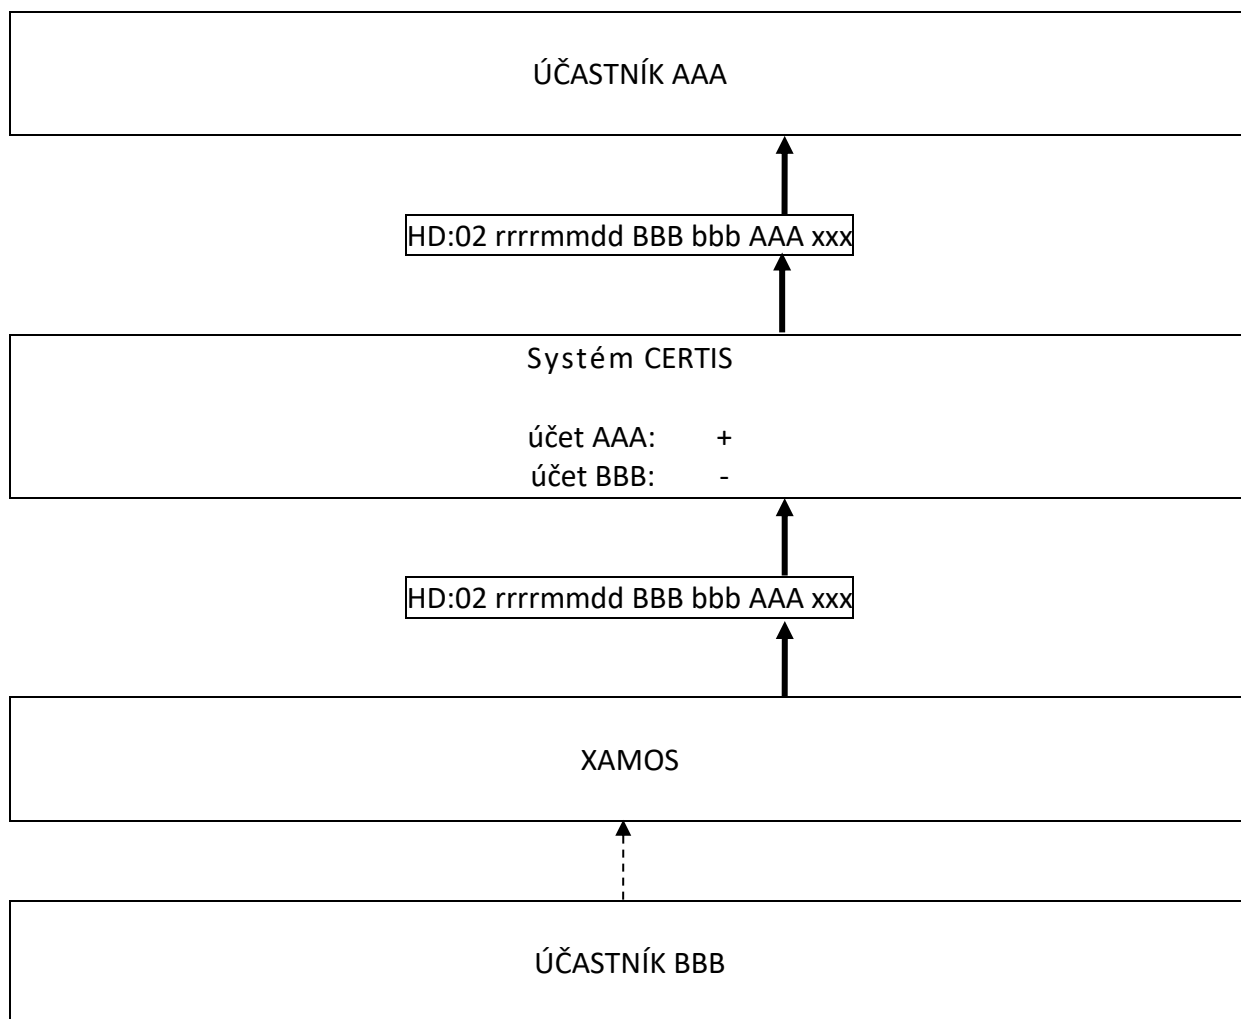 ÚČASTNÍK AAA
HD:02 rrrrmmdd BBB bbb AAA xxx
Systém CERTIS
účet AAA: +
účet BBB: -
HD:02 rrrrmmdd BBB bbb AAA xxx
XAMOS
ÚČASTNÍK BBB